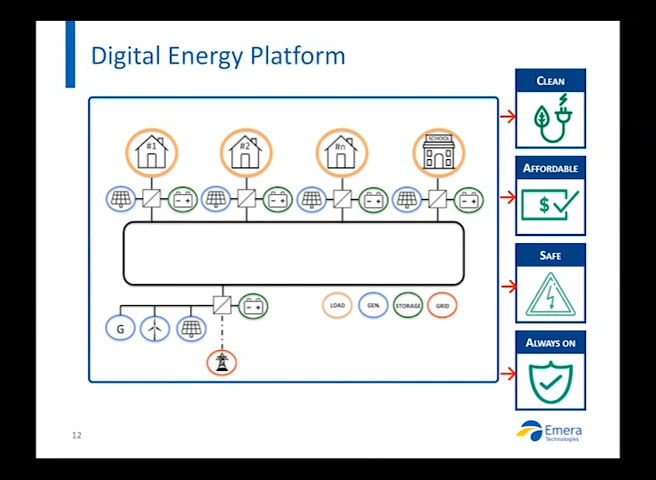 Digital Energy Platform
#1
#2
#n
SCHOOL
- +
- +
- +
- +
- +
G
LOAD
GEN.
STORAGE
GRID
CLEAN
AFFORDABLE
$
SAFE
ALWAYS ON
12
Emera
Technologies